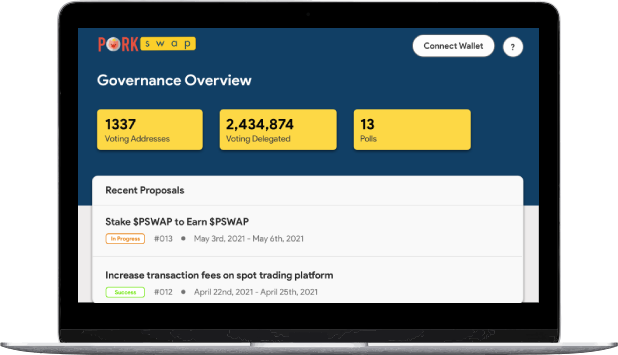 PORK swap
Connect Wallet
?
Governance Overview
1337
Voting Addresses
2,434,874
Voting Delegated
13
Polls
Recent Proposals
Stake $PSWAP to Earn $PSWAP
In Progress #013 • May 3rd, 2021 - May 6th, 2021
Increase transaction fees on spot trading platform
Success #012 • April 22nd, 2021 - April 25th, 2021